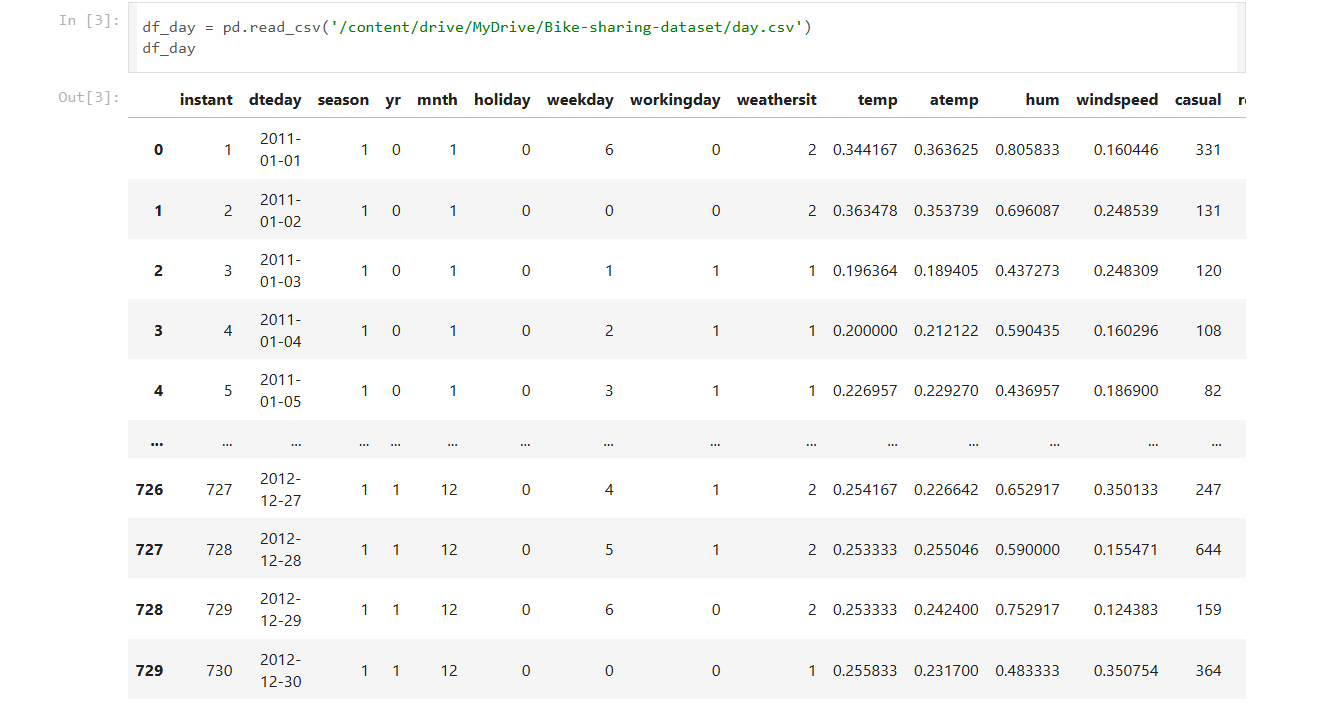 In [3]:
df_day = pd.read_csv('/content/drive/MyDrive/Bike-sharing-dataset/day.csv')
df_day
Out[3]:
instant dteday season yr mnth holiday weekday workingday weathersit temp atemp hum windspeed casual
0 1 2011-01-01 1 0 1 0 6 0 2 0.344167 0.363625 0.805833 0.160446 331
1 2 2011-01-02 1 0 1 0 0 0 2 0.363478 0.353739 0.696087 0.248539 131
2 3 2011-01-03 1 0 1 0 1 1 1 0.196364 0.189405 0.437273 0.248309 120
3 4 2011-01-04 1 0 1 0 2 1 1 0.200000 0.212122 0.590435 0.160296 108
4 5 2011-01-05 1 0 1 0 3 1 1 0.226957 0.229270 0.436957 0.186900 82
... ... ... ... ... ... ... ... ... ... ... ... ... ... ...
726 727 2012-12-27 1 1 12 0 4 1 2 0.254167 0.226642 0.652917 0.350133 247
727 728 2012-12-28 1 1 12 0 5 1 2 0.253333 0.255046 0.590000 0.155471 644
728 729 2012-12-29 1 1 12 0 6 0 2 0.253333 0.242400 0.752917 0.124383 159
729 730 2012-12-30 1 1 12 0 0 0 1 0.255833 0.231700 0.483333 0.350754 364